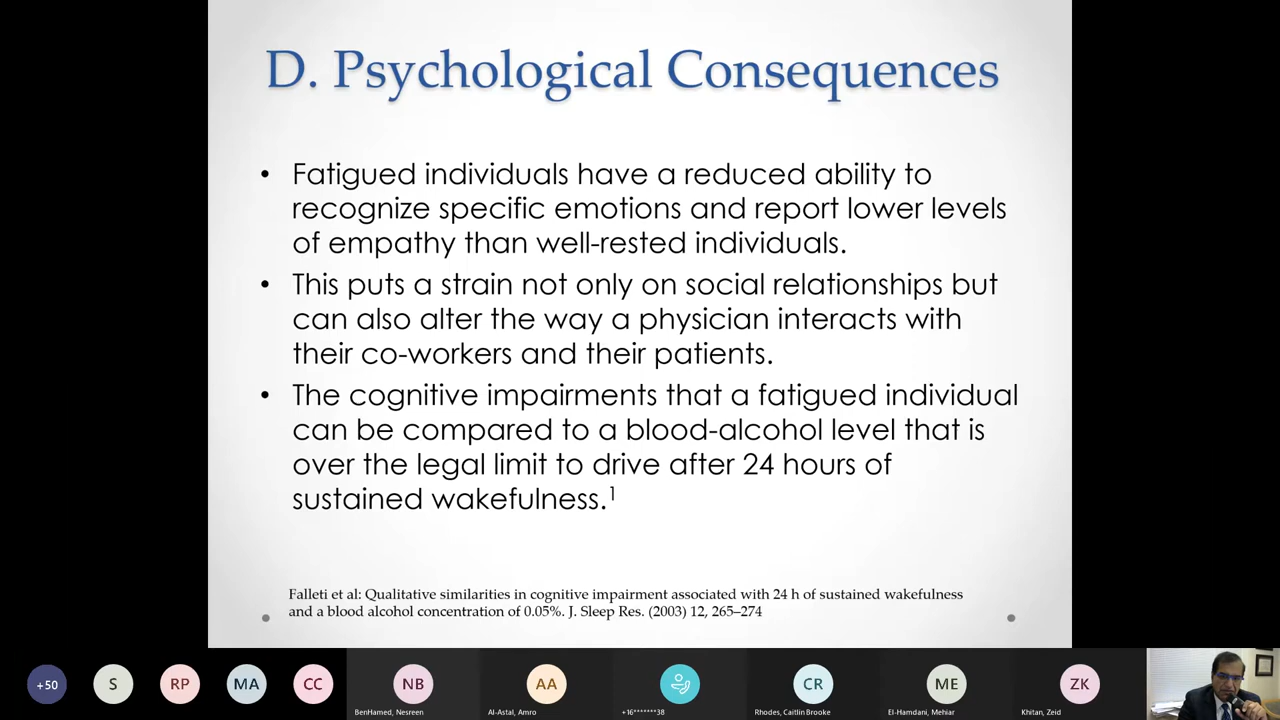 D. Psychological Consequences
• Fatigued individuals have a reduced ability to
recognize specific emotions and report lower levels
of empathy than well-rested individuals.
• This puts a strain not only on social relationships but
can also alter the way a physician interacts with
their co-workers and their patients.
• The cognitive impairments that a fatigued individual
can be compared to a blood-alcohol level that is
over the legal limit to drive after 24 hours of
sustained wakefulness.¹
Falleti et al: Qualitative similarities in cognitive impairment associated with 24 h of sustained wakefulness
and a blood alcohol concentration of 0.05%. J. Sleep Res. (2003) 12, 265–274
+50 S RP MA CC NB AA CR ME ZK
BenHamed, Nesreen Al-Astal, Amro +16*******38 Rhodes, Caitlin Brooke El-Hamdani, Mehiar Khitan, Zeid